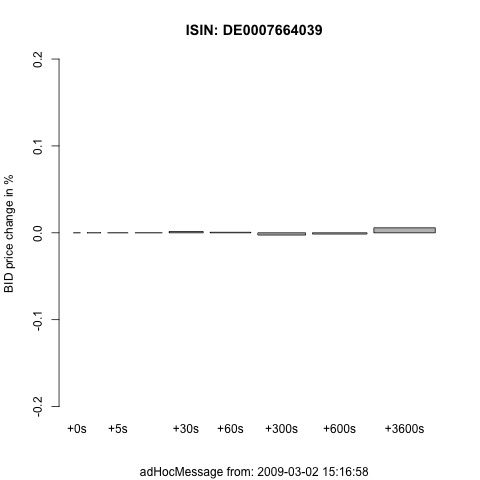 ISIN: DE0007664039
BID price change in %
0.2
0.1
0.0
-0.1
-0.2
+0s +5s +30s +60s +300s +600s +3600s
adHocMessage from: 2009-03-02 15:16:58